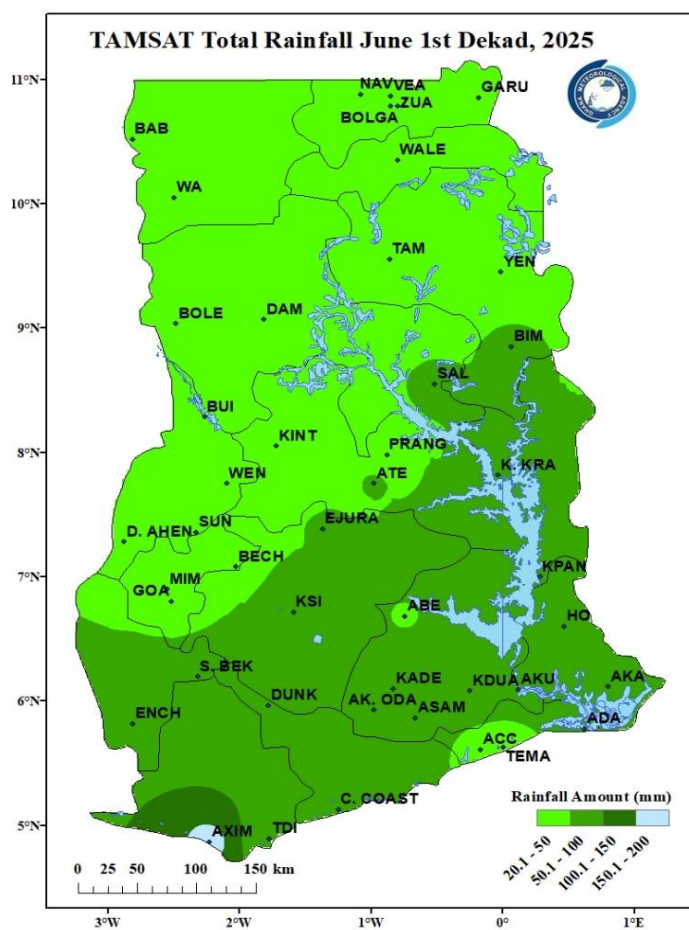 TAMSAT Total Rainfall June 1st Dekad, 2025
11°N
NAV VEA GARU
BOLGA ZUA
BAB
WALE
WA
10°N
TAM
YEN
BOLE DAM
9°N
BIM
SAL
BUI
KINT
PRANG
8°N
K. KRA
WEN ATE
D. AHEN SUN EJURA
BECH
7°N
GOA MIM KPAN
KSI ABE
HO
S. BEK KADE KDUA AKU AKA
DUNK AK. ODA
6°N
ENCH ASAM ADA
ACC
TEMA
C. COAST
Rainfall Amount (mm)
5°N
AXIM TDI
20.1 - 50
50.1 - 100
100.1 - 150
150.1 - 200
0 25 50 100 150
km
3°W 2°W 1°W 0° 1°E